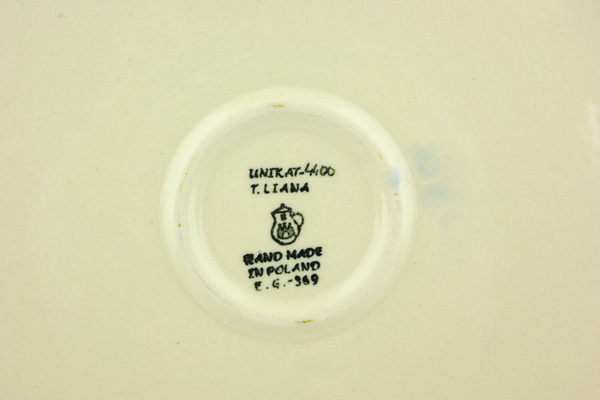 UNIKAT-4400
T. LIANA
HAND MADE
IN POLAND
E.G.-369